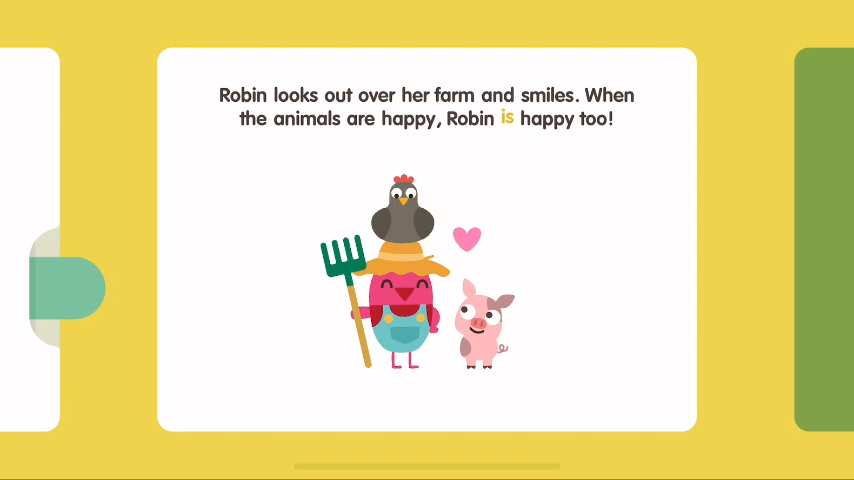 Robin looks out over her farm and smiles. When
the animals are happy, Robin is happy too!